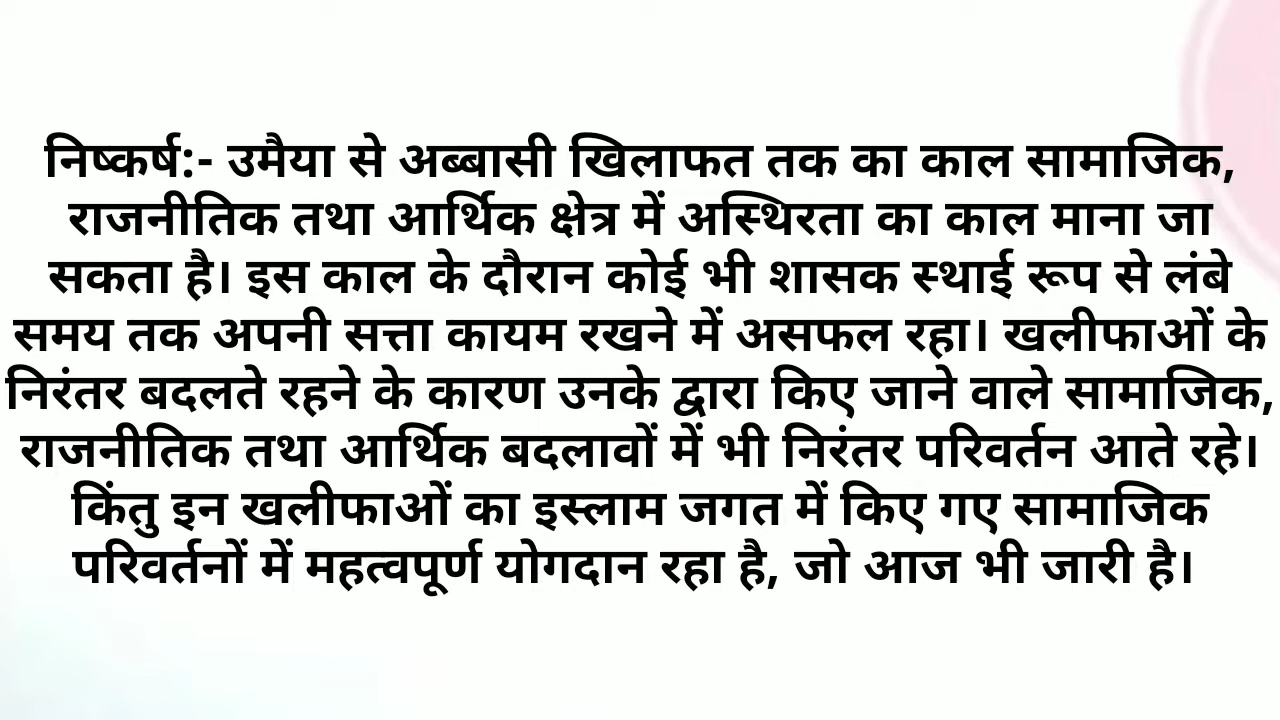 निष्कर्ष:- उमैया से अब्बासी खिलाफत तक का काल सामाजिक,
राजनीतिक तथा आर्थिक क्षेत्र में अस्थिरता का काल माना जा
सकता है। इस काल के दौरान कोई भी शासक स्थाई रूप से लंबे
समय तक अपनी सत्ता कायम रखने में असफल रहा। खलीफाओं के
निरंतर बदलते रहने के कारण उनके द्वारा किए जाने वाले सामाजिक,
राजनीतिक तथा आर्थिक बदलावों में भी निरंतर परिवर्तन आते रहे।
किंतु इन खलीफाओं का इस्लाम जगत में किए गए सामाजिक
परिवर्तनों में महत्वपूर्ण योगदान रहा है, जो आज भी जारी है।